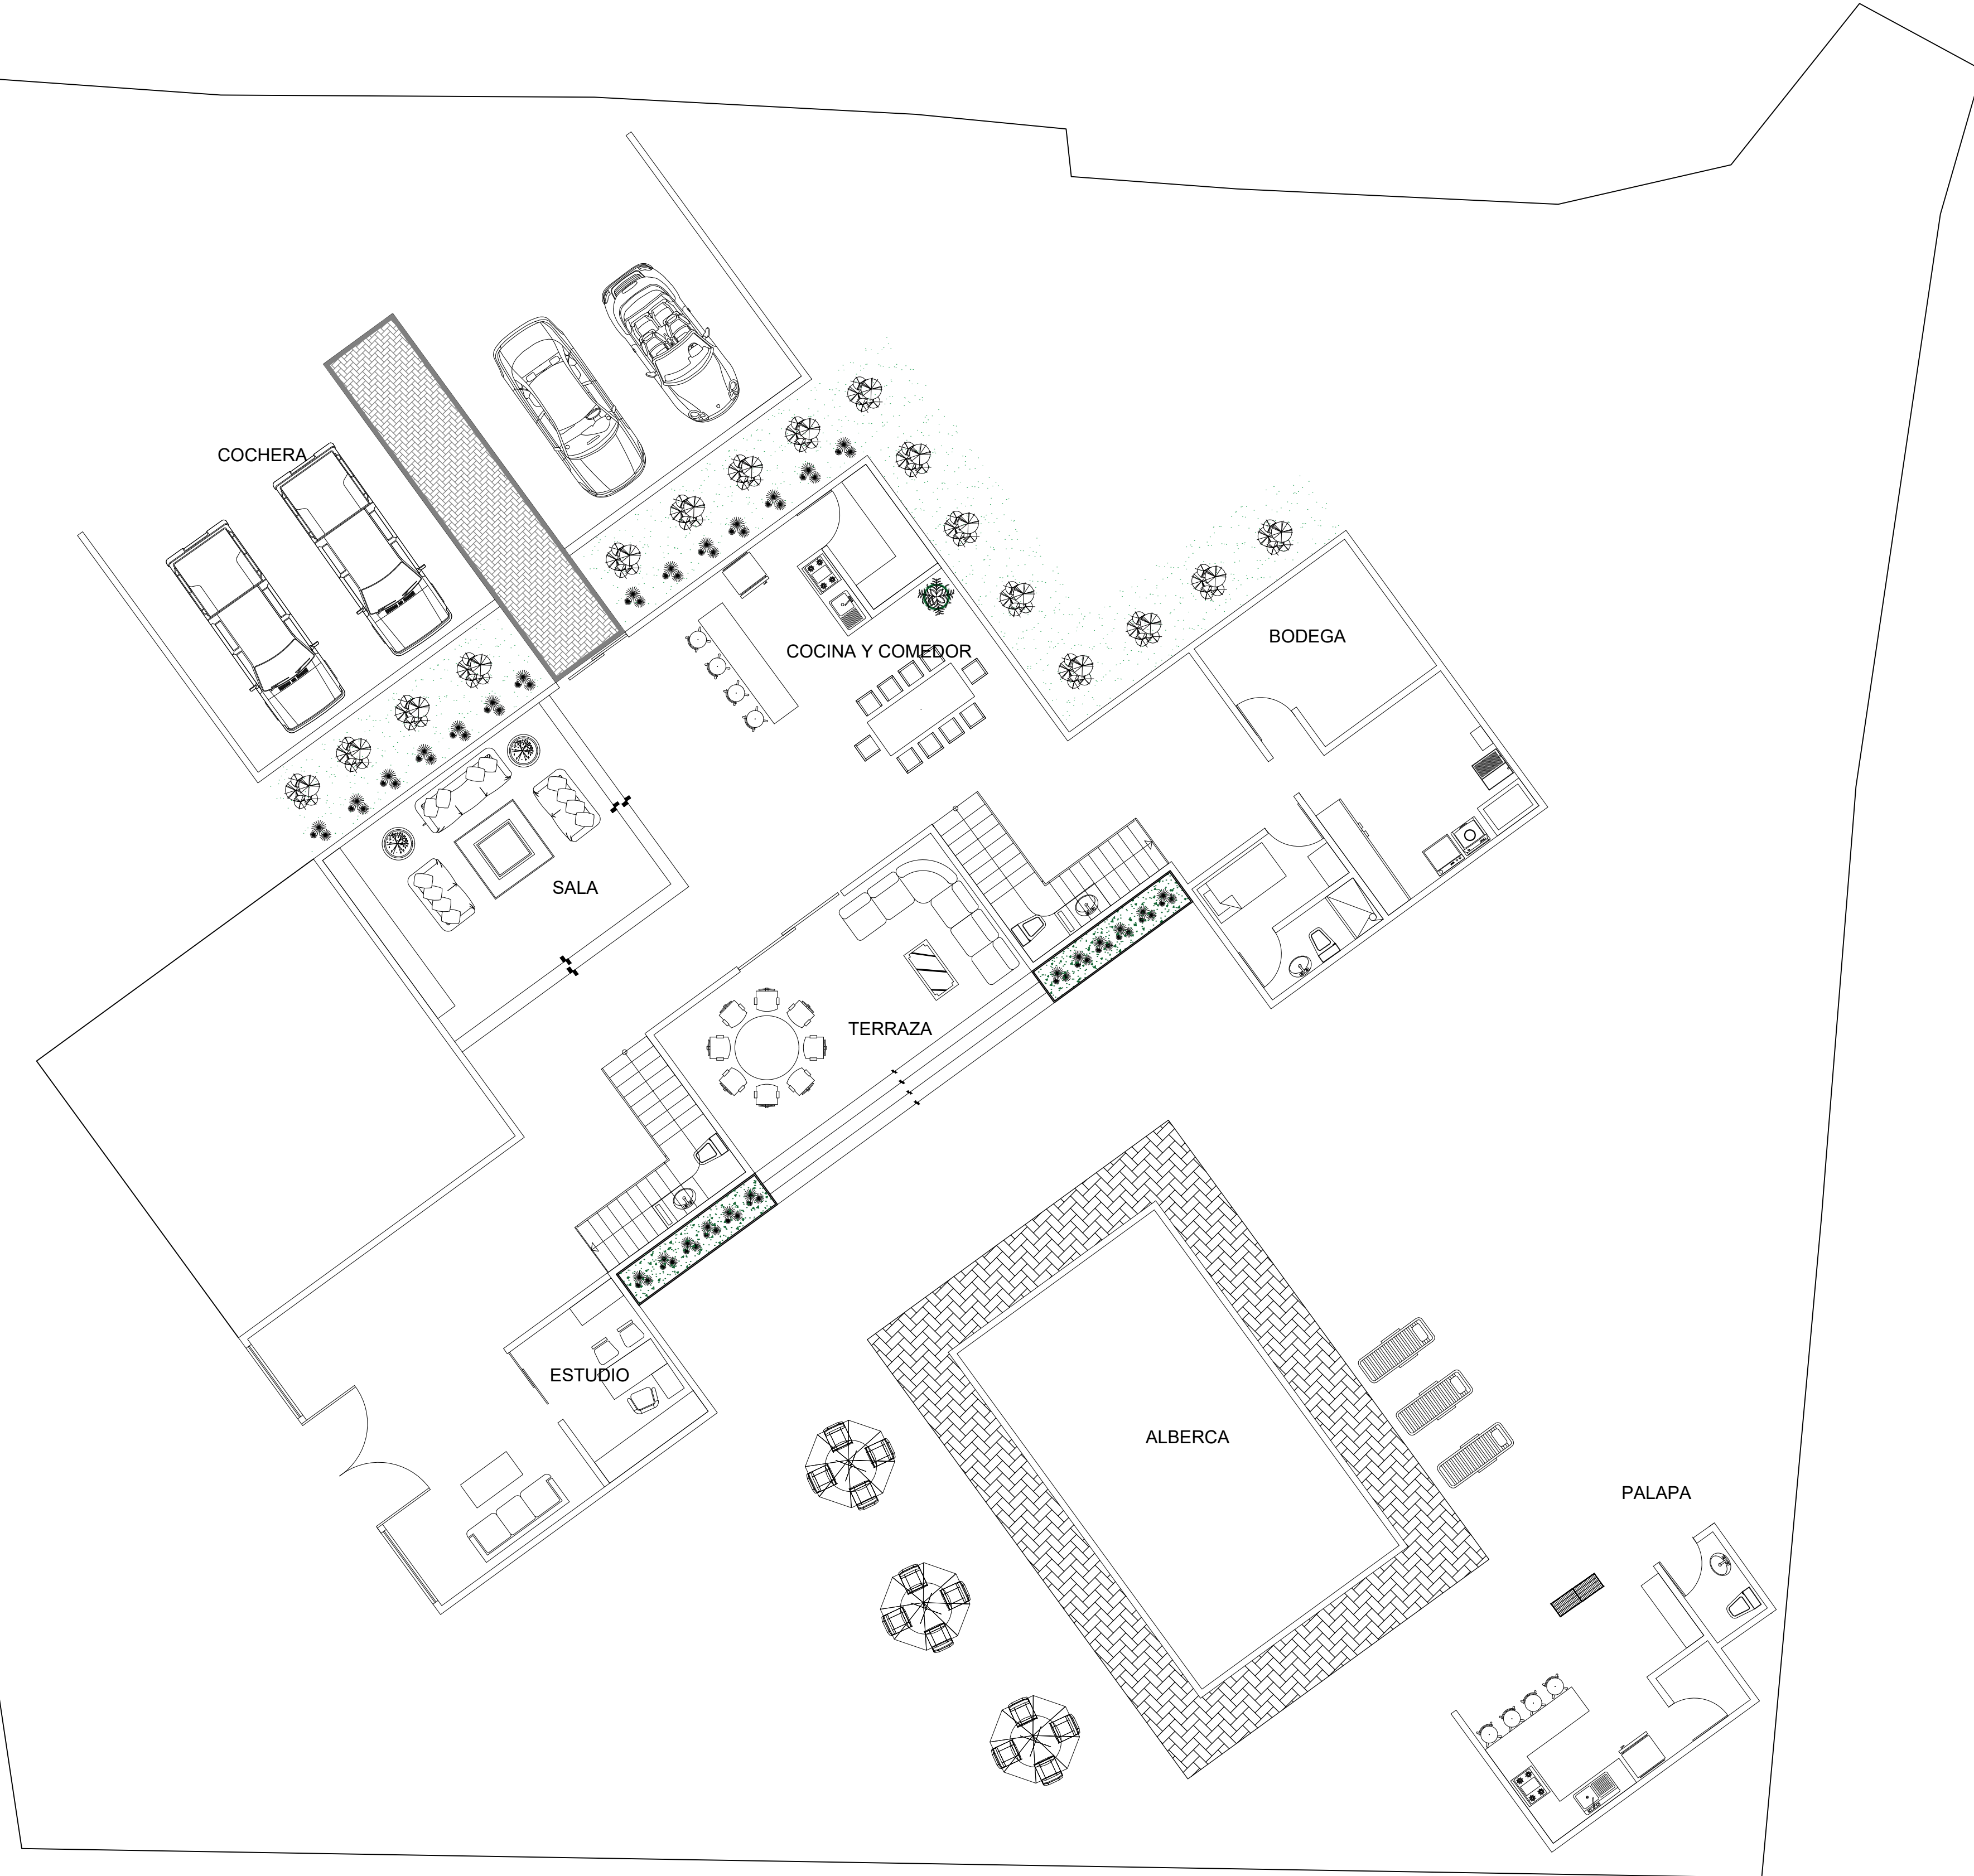 COCHERA
BODEGA
COCINA Y COMEDOR
SALA
TERRAZA
ESTUDIO
ALBERCA
PALAPA